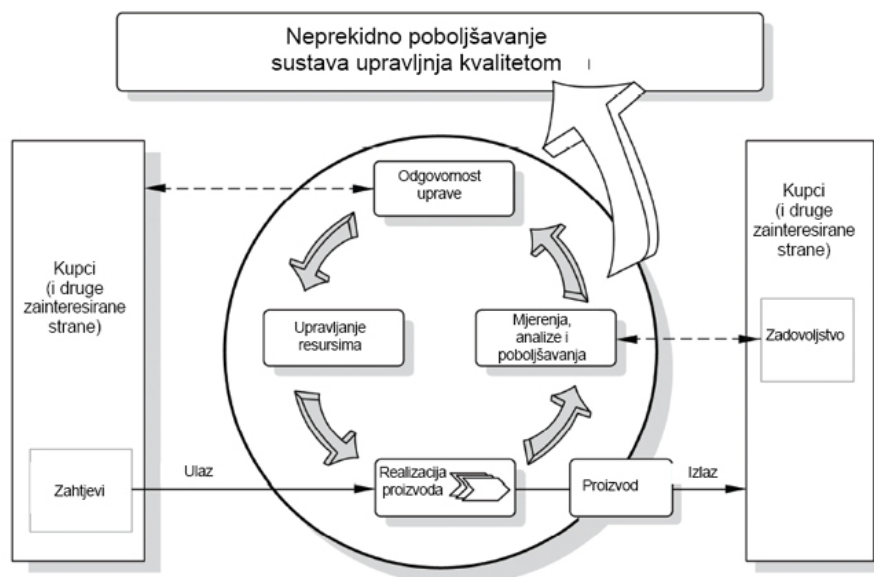 Neprekidno poboljšavanje
sustava upravljnja kvalitetom
Kupci
(i druge
zainteresirane
strane)
Zahtjevi
Ulaz
Odgovornost
uprave
Upravljanje
resursima
Mjerenja,
analize i
poboljšavanja
Realizacija
proizvoda
Proizvod
Izlaz
Kupci
(i druge
zainteresirane
strane)
Zadovoljstvo